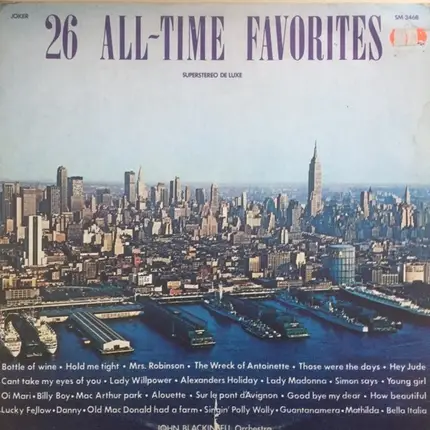 JOKER
SM-3468
26 ALL-TIME FAVORITES
SUPERSTEREO DE LUXE
Bottle of wine • Hold me tight • Mrs. Robinson • The Wreck of Antoinette • Those were the days • Hey Jude
Cant take my eyes of you • Lady Willpower • Alexanders Holiday • Lady Madonna • Simon says • Young girl
Oi Mari • Billy Boy • Mac Arthur park • Alouette • Sur le pont d'Avignon • Good bye my dear • How beautiful
Lucky Fellow • Danny • Old Mac Donald had a farm • Singin' Polly Wolly • Guantanamera • Mathilda • Bella Italia
JOHN BLACKINSELL Orchestra